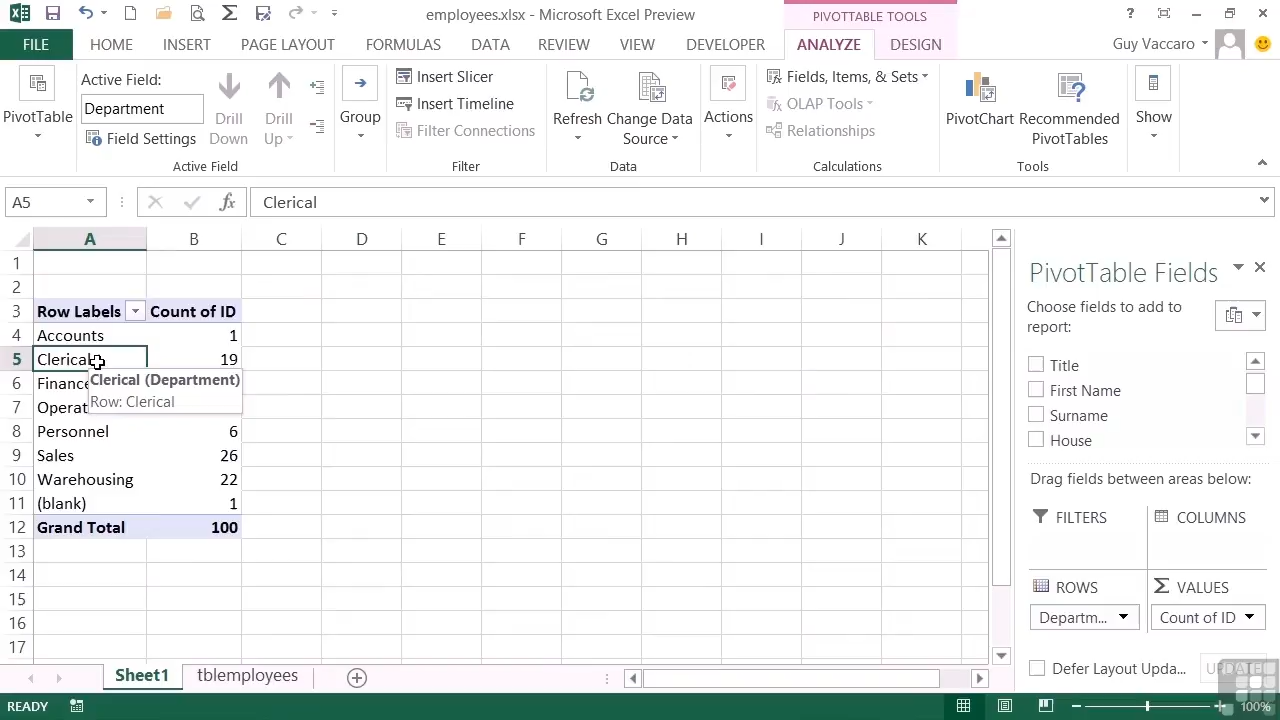 employees.xlsx - Microsoft Excel Preview
PIVOTTABLE TOOLS
?
FILE HOME INSERT PAGE LAYOUT FORMULAS DATA REVIEW VIEW DEVELOPER ANALYZE DESIGN Guy Vaccaro
PivotTable
Active Field:
Department
Field Settings
Drill Down
Drill Up
Active Field
Group
Insert Slicer
Insert Timeline
Filter Connections
Filter
Refresh
Change Data Source
Data
Actions
Fields, Items, & Sets
OLAP Tools
Relationships
Calculations
PivotChart
Recommended PivotTables
Tools
Show
A5 fx Clerical
A B C D E F G H I J K
1
2
3 Row Labels Count of ID
4 Accounts 1
5 Clerical 19
6 Finance
Clerical (Department)
Row: Clerical
7
8 Personnel 6
9 Sales 26
10 Warehousing 22
11 (blank) 1
12 Grand Total 100
13
14
15
16
17
PivotTable Fields
Choose fields to add to
report:
Title
First Name
Surname
House
Drag fields between areas below:
FILTERS COLUMNS
ROWS Σ VALUES
Departm... Count of ID
Defer Layout Upda... UPDATE
Sheet1 tblemployees
READY 100%